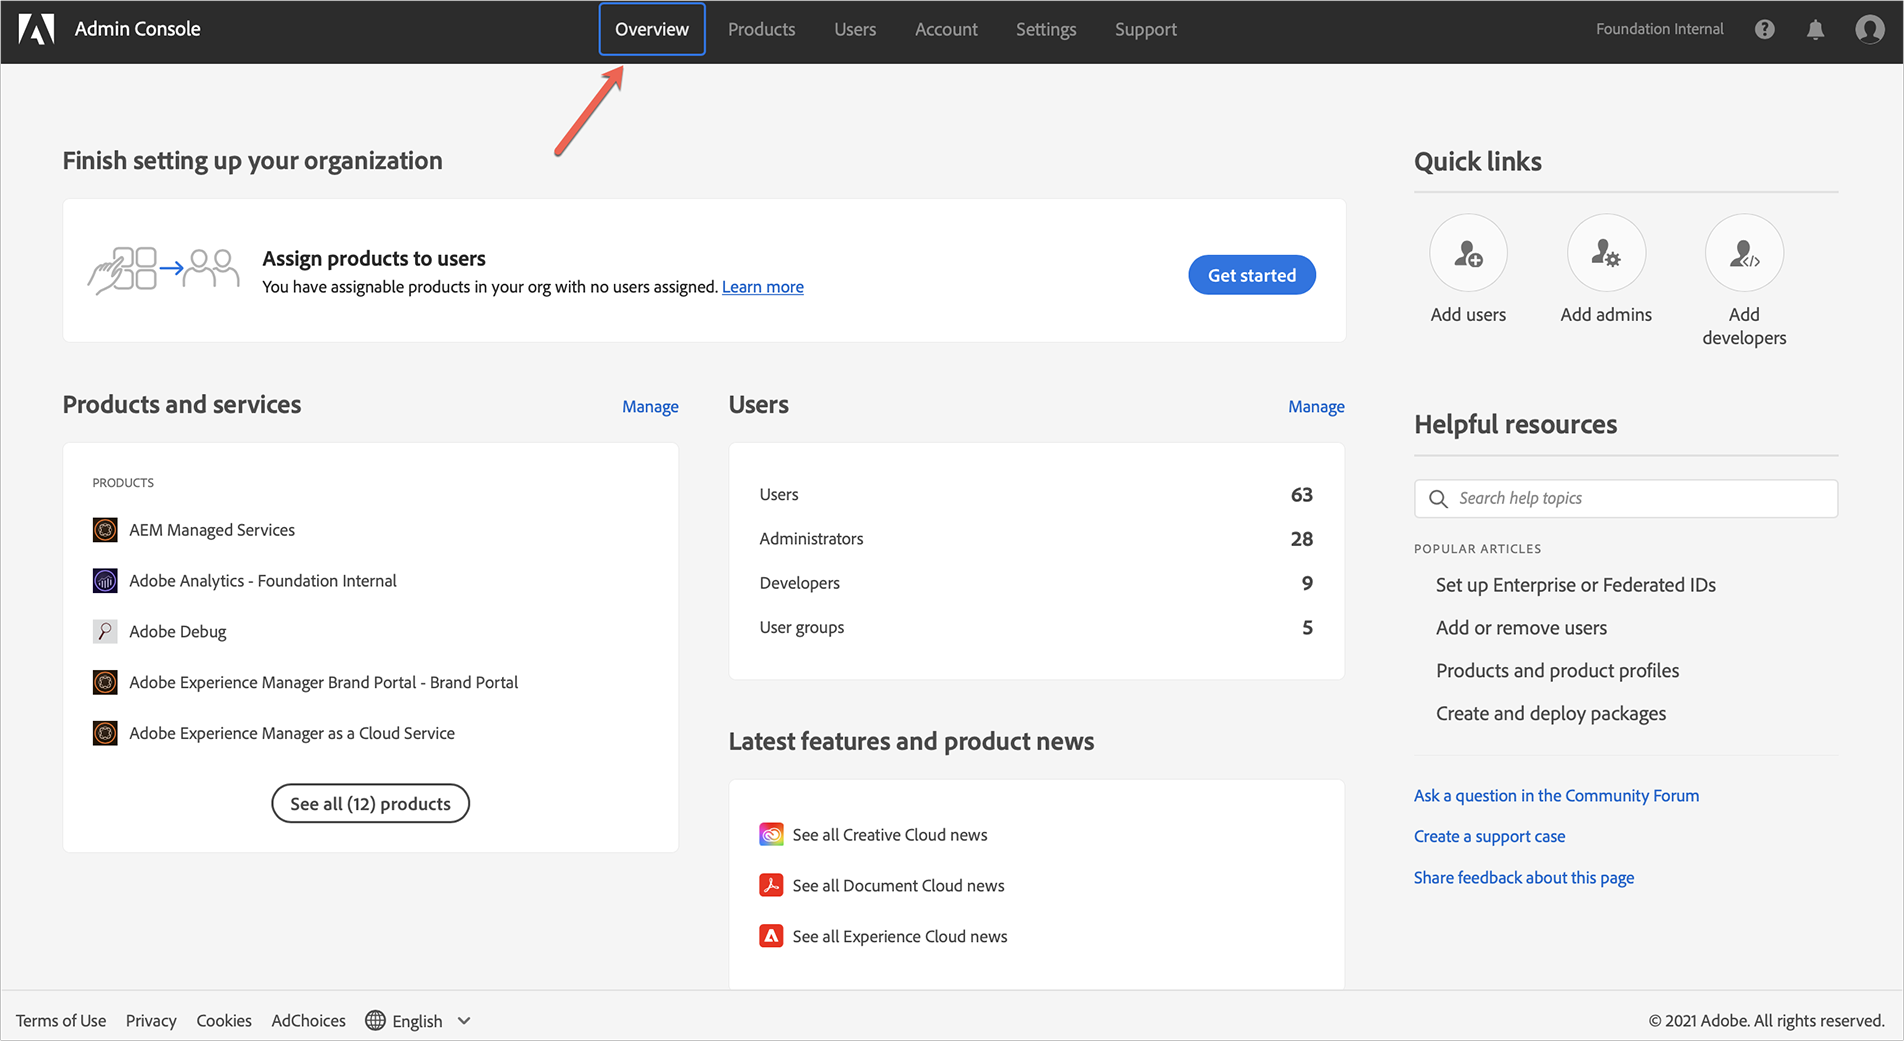 Admin Console
Overview
Products
Users
Account
Settings
Support
Foundation Internal
Finish setting up your organization
Assign products to users
You have assignable products in your org with no users assigned. Learn more
Get started
Products and services
Manage
PRODUCTS
AEM Managed Services
Adobe Analytics - Foundation Internal
Adobe Debug
Adobe Experience Manager Brand Portal - Brand Portal
Adobe Experience Manager as a Cloud Service
See all (12) products
Users
Manage
Users 63
Administrators 28
Developers 9
User groups 5
Latest features and product news
See all Creative Cloud news
See all Document Cloud news
See all Experience Cloud news
Quick links
Add users
Add admins
Add
developers
Helpful resources
Search help topics
POPULAR ARTICLES
Set up Enterprise or Federated IDs
Add or remove users
Products and product profiles
Create and deploy packages
Ask a question in the Community Forum
Create a support case
Share feedback about this page
Terms of Use
Privacy
Cookies
AdChoices
English
© 2021 Adobe. All rights reserved.